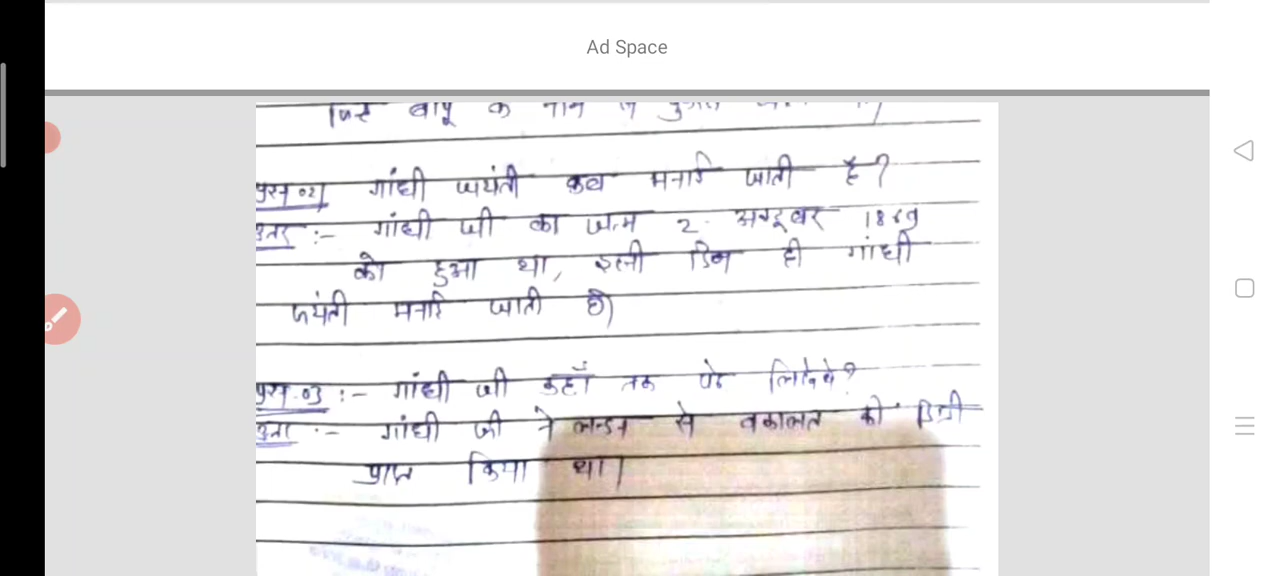 Ad Space
बापू के नाम से
प्रश्न 02) गांधी जयंती कब मनाई जाती है?
उत्तर :- गांधी जी का जन्म 2 अक्टूबर 1869
को हुआ था, इसी दिन ही गांधी
जयंती मनाई जाती है)
प्रश्न.03 :- गांधी जी कहाँ तक पढ़े लिखे थे?
उत्तर :- गांधी जी ने लन्डन से वकालत की डिग्री
प्राप्त किया था।